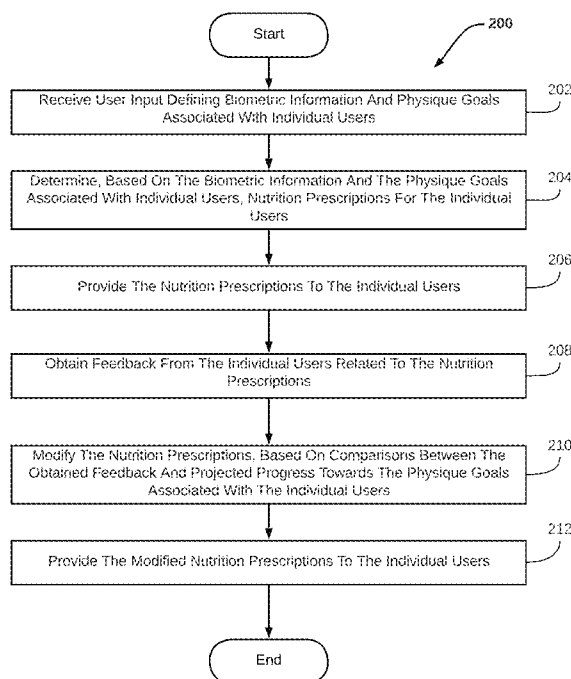 200
Start
Receive User Input Defining Biometric Information And Physique Goals
Associated With Individual Users
202
Determine, Based On The Biometric Information And The Physique Goals
Associated With Individual Users, Nutrition Prescriptions For The Individual
Users
204
Provide The Nutrition Prescriptions To The Individual Users
206
Obtain Feedback From The Individual Users Related To The Nutrition
Prescriptions
208
Modify The Nutrition Prescriptions, Based On Comparisons Between The
Obtained Feedback And Projected Progress Towards The Physique Goals
Associated With The Individual Users
210
Provide The Modified Nutrition Prescriptions To The Individual Users
212
End